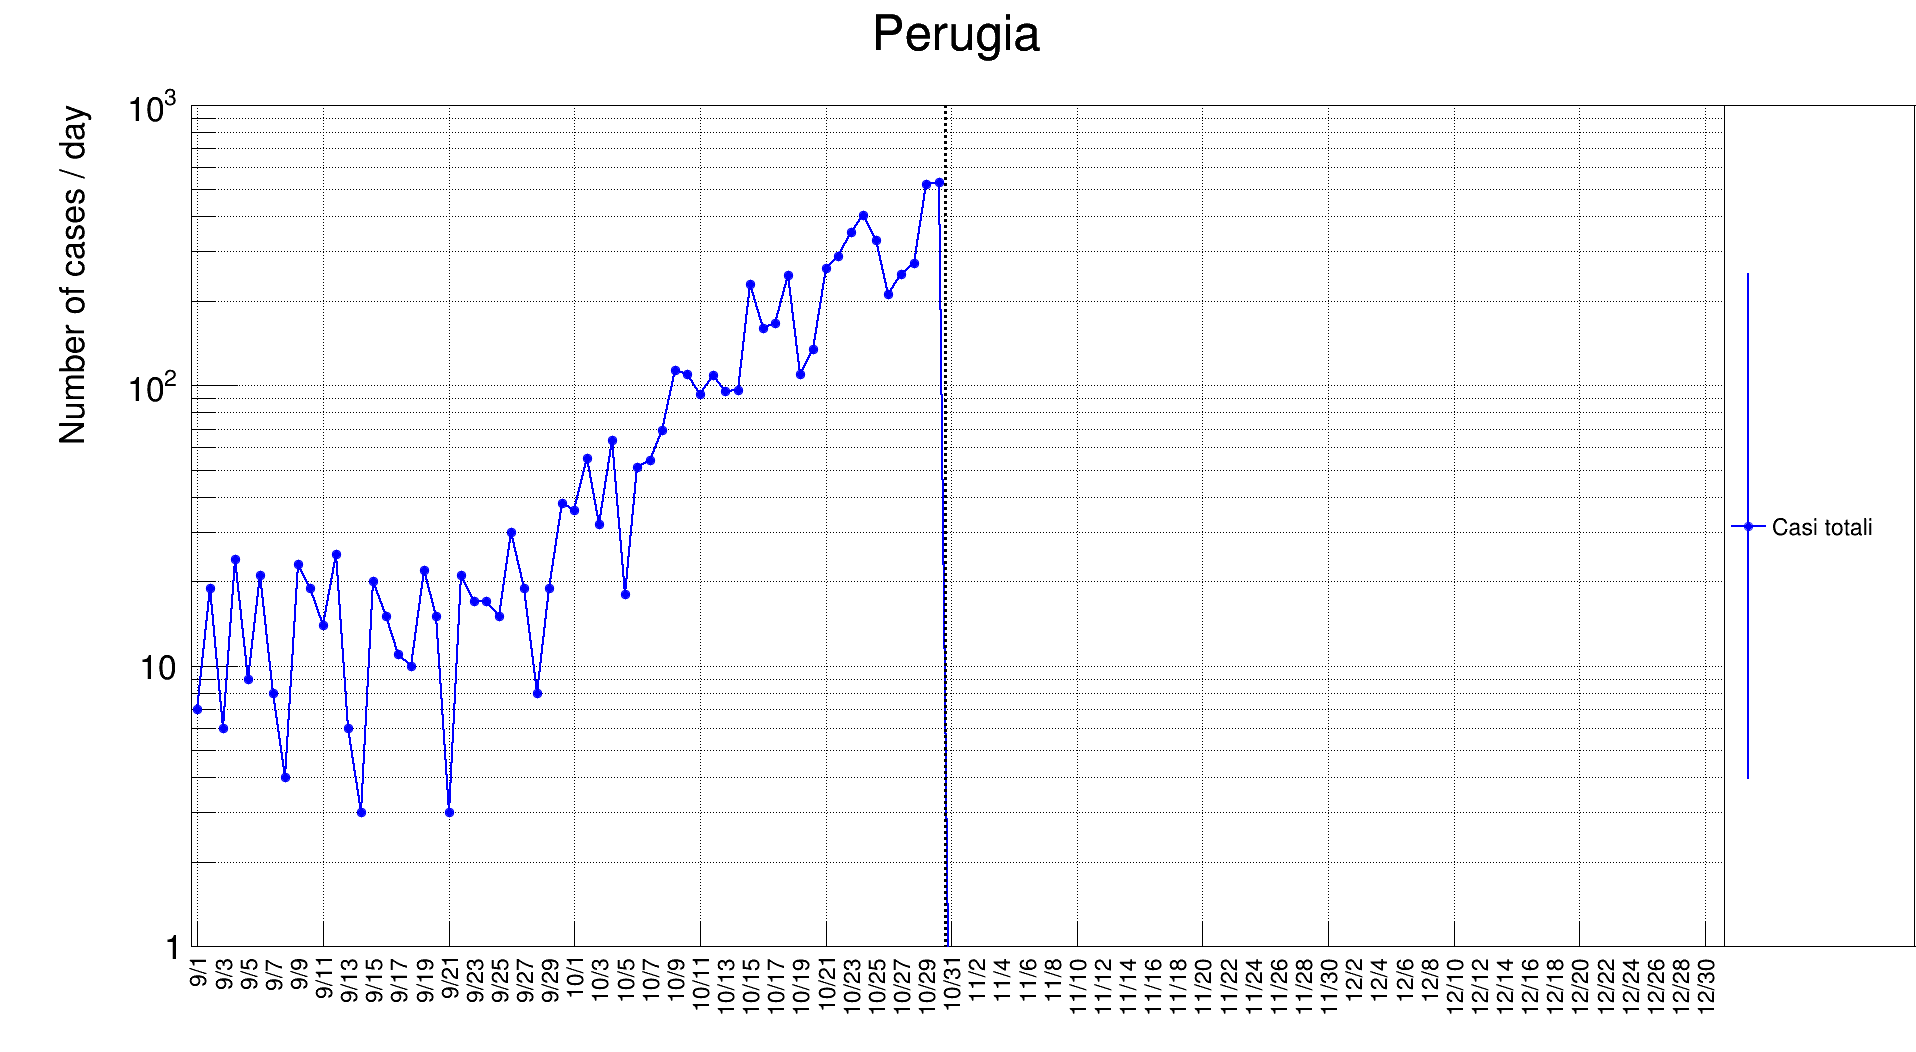 Perugia
Number of cases / day
10³
10²
10
1
9/1 9/3 9/5 9/7 9/9 9/11 9/13 9/15 9/17 9/19 9/21 9/23 9/25 9/27 9/29 10/1 10/3 10/5 10/7 10/9 10/11 10/13 10/15 10/17 10/19 10/21 10/23 10/25 10/27 10/29 10/31 11/2 11/4 11/6 11/8 11/10 11/12 11/14 11/16 11/18 11/20 11/22 11/24 11/26 11/28 11/30 12/2 12/4 12/6 12/8 12/10 12/12 12/14 12/16 12/18 12/20 12/22 12/24 12/26 12/28 12/30
Casi totali